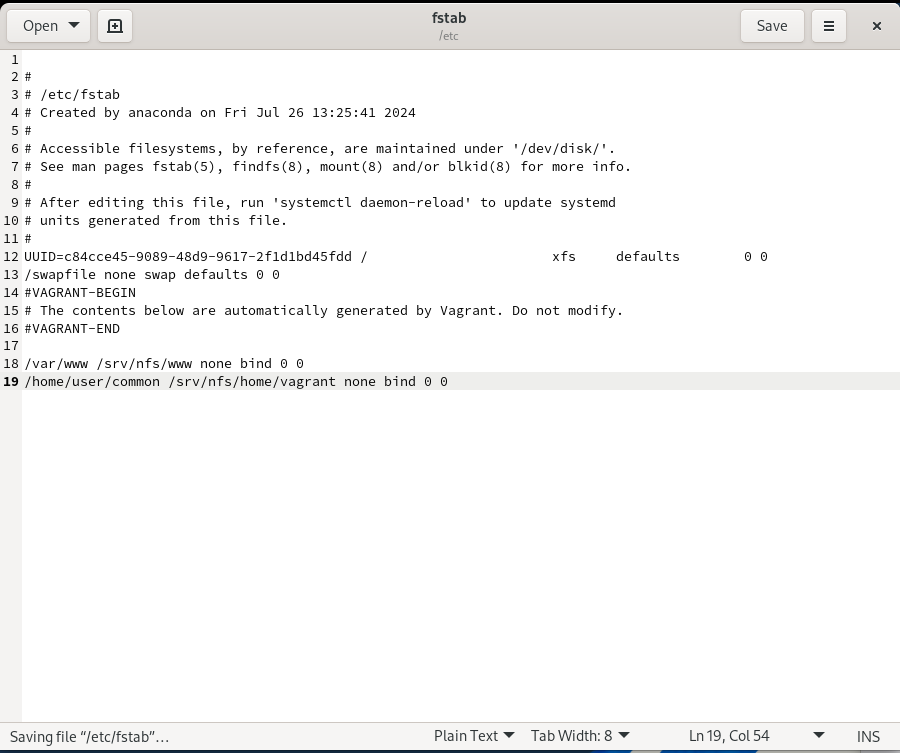 Open
fstab
/etc
Save
1
2 #
3 # /etc/fstab
4 # Created by anaconda on Fri Jul 26 13:25:41 2024
5 #
6 # Accessible filesystems, by reference, are maintained under '/dev/disk/'.
7 # See man pages fstab(5), findfs(8), mount(8) and/or blkid(8) for more info.
8 #
9 # After editing this file, run 'systemctl daemon-reload' to update systemd
10 # units generated from this file.
11 #
12 UUID=c84cce45-9089-48d9-9617-2f1d1bd45fdd /                       xfs     defaults        0 0
13 /swapfile none swap defaults 0 0
14 #VAGRANT-BEGIN
15 # The contents below are automatically generated by Vagrant. Do not modify.
16 #VAGRANT-END
17
18 /var/www /srv/nfs/www none bind 0 0
19 /home/user/common /srv/nfs/home/vagrant none bind 0 0
Saving file “/etc/fstab”… Plain Text Tab Width: 8 Ln 19, Col 54 INS